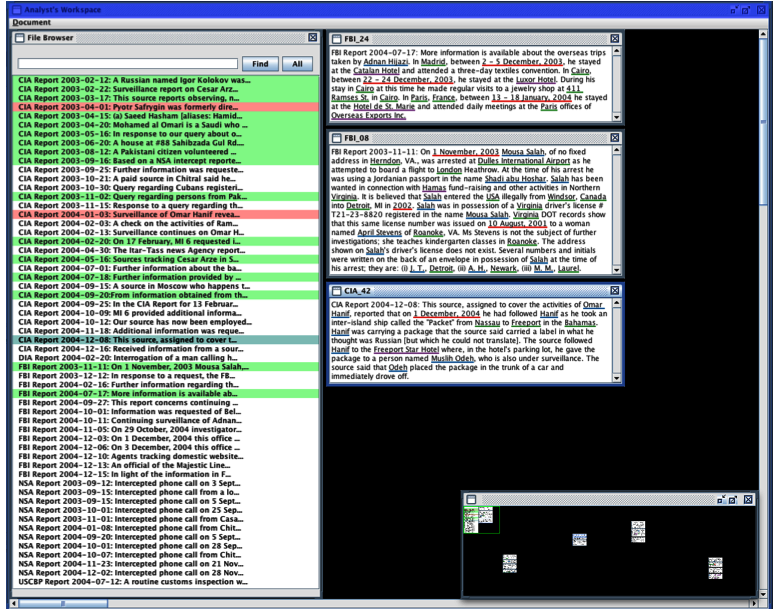 Analyst's Workspace
Document
File Browser
Find
All
CIA Report 2003-02-12: A Russian named Igor Kolokov was...
CIA Report 2003-02-22: Surveillance report on Cesar Arz...
CIA Report 2003-03-17: This source reports observing, n...
CIA Report 2003-04-01: Pyotr Safrygin was formerly dire...
CIA Report 2003-04-15: (a) Saeed Hasham [aliases: Hamid...
CIA Report 2003-04-20: Mohamed al Omari is a Saudi who ...
CIA Report 2003-05-16: In response to our query about o...
CIA Report 2003-06-20: A house at #88 Sahibzada Gul Rd....
CIA Report 2003-08-12: A Pakistani citizen volunteered ...
CIA Report 2003-09-16: Based on a NSA intercept reporte...
CIA Report 2003-09-25: Further information was requeste...
CIA Report 2003-10-21: A paid source in Chitral said he...
CIA Report 2003-10-30: Query regarding Cubans registeri...
CIA Report 2003-11-02: Query regarding persons from Pak...
CIA Report 2003-11-15: Response to a query regarding th...
CIA Report 2004-01-03: Surveillance of Omar Hanif revea...
CIA Report 2004-02-03: A check on the activities of Ram...
CIA Report 2004-02-13: Surveillance continues on Omar H...
CIA Report 2004-02-20: On 17 February, MI 6 requested i...
CIA Report 2004-04-30: The Itar-Tass news Agency report...
CIA Report 2004-05-16: Sources tracking Cesar Arze in S...
CIA Report 2004-07-01: Further information about the ba...
CIA Report 2004-07-18: Further information provided by ...
CIA Report 2004-09-15: A source in Moscow who happens t...
CIA Report 2004-09-20:From information obtained from th...
CIA Report 2004-09-25: In the CIA Report for 13 Februar...
CIA Report 2004-10-09: MI 6 provided additional informa...
CIA Report 2004-10-12: Our source has now been employed...
CIA Report 2004-11-18: Additional information was reque...
CIA Report 2004-12-08: This source, assigned to cover t...
CIA Report 2004-12-16: Received information from a sour...
DIA Report 2004-02-20: Interrogation of a man calling h...
FBI Report 2003-11-11: On 1 November, 2003 Mousa Salah,...
FBI Report 2003-12-12: In response to a request, the FB...
FBI Report 2004-02-16: Further information regarding th...
FBI Report 2004-07-17: More information is available ab...
FBI Report 2004-09-27: This report concerns continuing ...
FBI Report 2004-10-01: Information was requested of Bel...
FBI Report 2004-10-11: Continuing surveillance of Adnan...
FBI Report 2004-11-05: On 29 October, 2004 investigator...
FBI Report 2004-12-03: On 1 December, 2004 this office ...
FBI Report 2004-12-06: On 3 December, 2004 this office ...
FBI Report 2004-12-10: Agents tracking domestic website...
FBI Report 2004-12-13: An official of the Majestic Line...
FBI Report 2004-12-15: In light of the information in F...
NSA Report 2003-09-12: Intercepted phone call on 3 Sept...
NSA Report 2003-09-15: Intercepted phone call from a lo...
NSA Report 2003-09-15: Intercepted phone call on 5 Sept...
NSA Report 2003-10-01: Intercepted phone call on 25 Sep...
NSA Report 2003-11-01: Intercepted phone call from Casa...
NSA Report 2004-01-08: Intercepted phone call from Chit...
NSA Report 2004-09-20: Intercepted phone call on 5 Sept...
NSA Report 2004-10-01: Intercepted phone call on 28 Sep...
NSA Report 2004-10-07: Intercepted phone call from Chit...
NSA Report 2004-11-23: Intercepted phone call on 21 Nov...
NSA Report 2004-12-02: Intercepted phone call on 28 Nov...
USCBP Report 2004-07-12: A routine customs inspection w...
FBI_24
FBI Report 2004-07-17: More information is available about the overseas trips
taken by Adnan Hijazi. In Madrid, between 2 - 5 December, 2003, he stayed
at the Catalan Hotel and attended a three-day textiles convention. In Cairo,
between 22 - 24 December, 2003, he stayed at the Luxor Hotel. During his
stay in Cairo at this time he made regular visits to a jewelry shop at 411
Ramses St. in Cairo. In Paris, France, between 13 - 18 January, 2004 he stayed
at the Hotel de St. Marie and attended daily meetings at the Paris offices of
Overseas Exports Inc.
FBI_08
FBI Report 2003-11-11: On 1 November, 2003 Mousa Salah, of no fixed
address in Herndon, VA., was arrested at Dulles International Airport as he
attempted to board a flight to London Heathrow. At the time of his arrest he
was using a Jordanian passport in the name Shadi abu Hoshar. Salah has been
wanted in connection with Hamas fund-raising and other activities in Northern
Virginia. It is believed that Salah entered the USA illegally from Windsor, Canada
into Detroit, MI in 2002. Salah was in possession of a Virginia driver's license #
T21-23-8820 registered in the name Mousa Salah. Virginia DOT records show
that this same license number was issued on 10 August, 2001 to a woman
named April Stevens of Roanoke, VA. Ms Stevens is not the subject of further
investigations; she teaches kindergarten classes in Roanoke. The address
shown on Salah's driver's license does not exist. Several numbers and initials
were written on the back of an envelope in possession of Salah at the time of
his arrest; they are: (i) J. T., Detroit, (ii) A. H., Newark, (iii) M. M., Laurel.
CIA_42
CIA Report 2004-12-08: This source, assigned to cover the activities of Omar
Hanif, reported that on 1 December, 2004 he had followed Hanif as he took an
inter-island ship called the "Packet" from Nassau to Freeport in the Bahamas.
Hanif was carrying a package that the source said carried a label in what he
thought was Russian [but which he could not translate]. The source followed
Hanif to the Freeport Star Hotel where, in the hotel's parking lot, he gave the
package to a person named Muslih Odeh, who is also under surveillance. The
source said that Odeh placed the package in the trunk of a car and
immediately drove off.